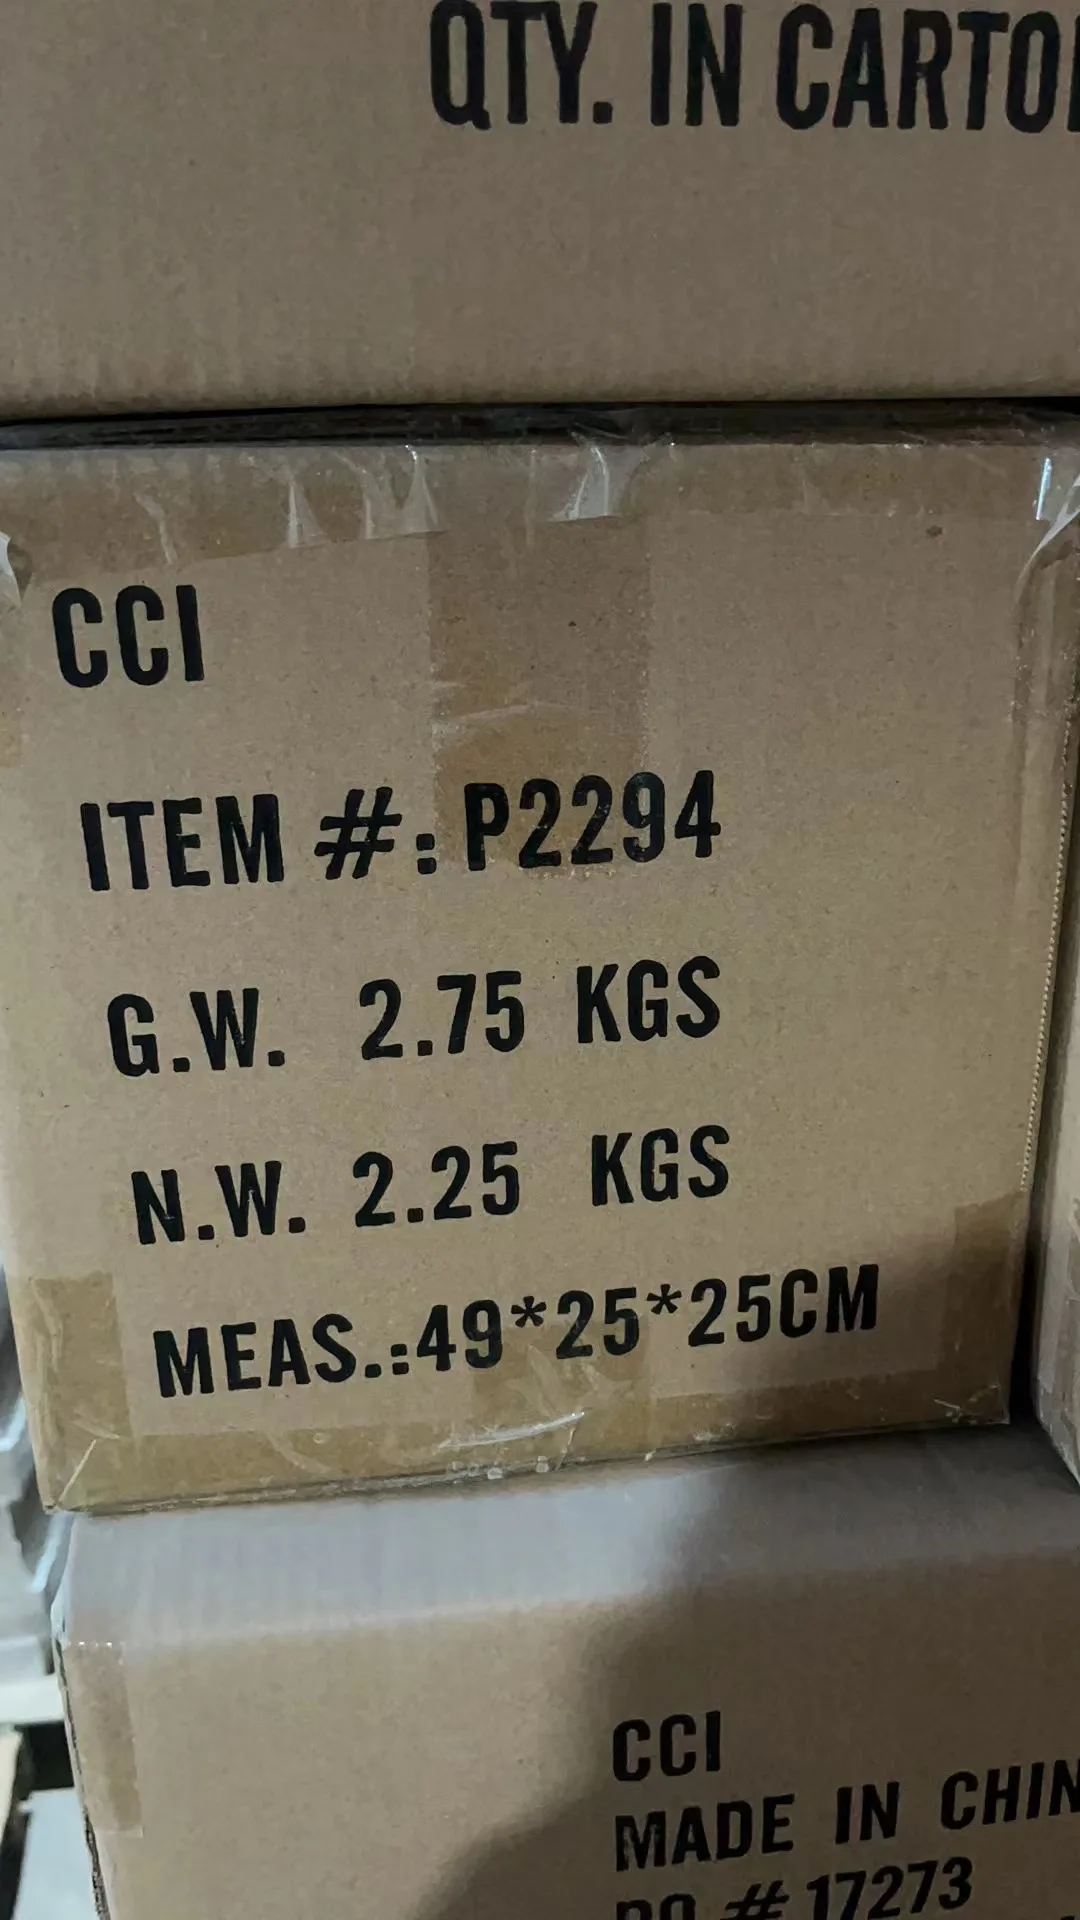 QTY. IN CARTO
CCI
ITEM #: P2294
G.W. 2.75 KGS
N.W. 2.25 KGS
MEAS.:49*25*25CM
CCI
MADE IN CHIN
PO # 17273